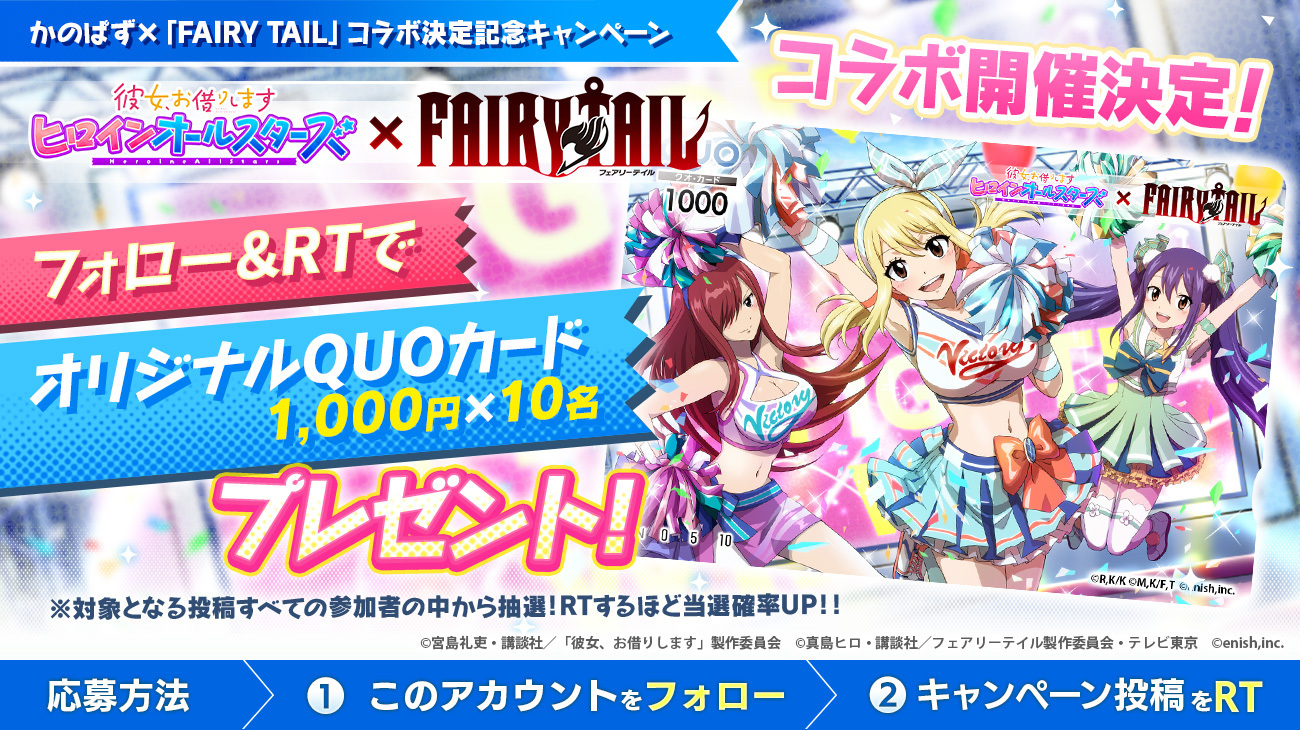 かのぱず×「FAIRY TAIL」コラボ決定記念キャンペーン
コラボ開催決定!
彼女、お借りします
ヒロインオールスターズ
HeroineAllStars
×
FAIRY TAIL
フェアリーテイル
フォロー&RTで
オリジナルQUOカード
1,000円×10名
プレゼント!
QUO
クオ・カード
1000
彼女、お借りします
ヒロインオールスターズ
×
FAIRY TAIL
フェアリーテイル
Victory
Victory
0 5 10
©R,K/K ©M,K/F,T ©enish,inc.
※対象となる投稿すべての参加者の中から抽選!RTするほど当選確率UP!!
©宮島礼吏・講談社／「彼女、お借りします」製作委員会 ©真島ヒロ・講談社／フェアリーテイル製作委員会・テレビ東京 ©enish,inc.
応募方法
① このアカウントをフォロー
② キャンペーン投稿をRT